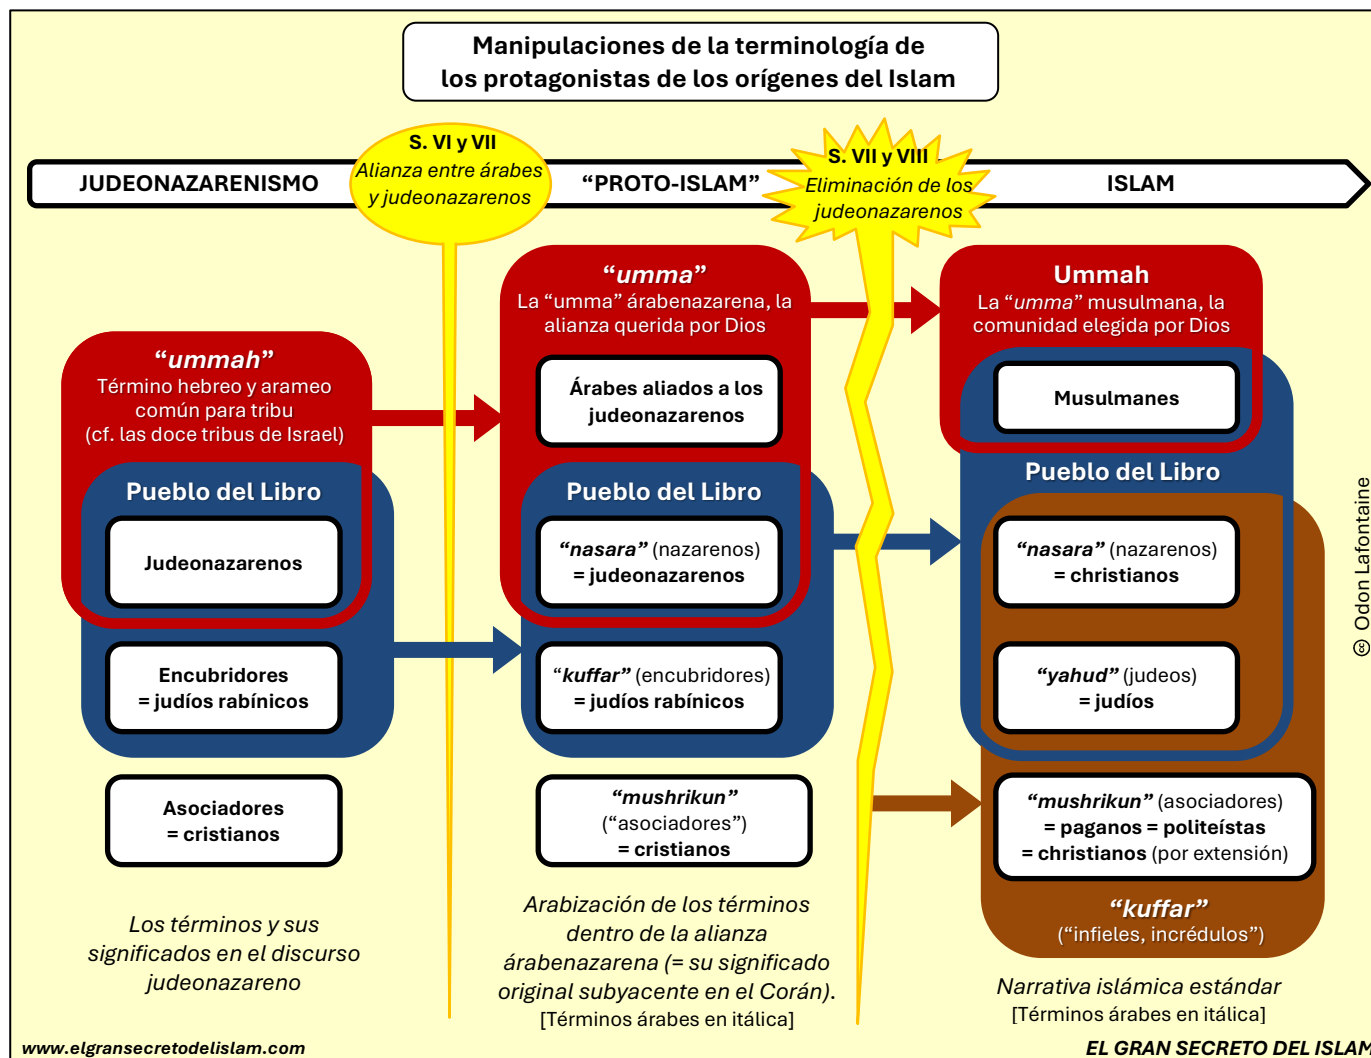 Manipulaciones de la terminología de
los protagonistas de los orígenes del Islam
S. VI y VII
Alianza entre árabes
y judeonazarenos
S. VII y VIII
Eliminación de los
judeonazarenos
JUDEONAZARENISMO
“PROTO-ISLAM”
ISLAM
“ummah”
Término hebreo y arameo
común para tribu
(cf. las doce tribus de Israel)
Pueblo del Libro
Judeonazarenos
Encubridores
= judíos rabínicos
Asociadores
= cristianos
Los términos y sus
significados en el discurso
judeonazareno
“umma”
La “umma” árabenazarena, la
alianza querida por Dios
Árabes aliados a los
judeonazarenos
Pueblo del Libro
“nasara” (nazarenos)
= judeonazarenos
“kuffar” (encubridores)
= judíos rabínicos
“mushrikun”
(“asociadores”)
= cristianos
Arabización de los términos
dentro de la alianza
árabenazarena (= su significado
original subyacente en el Corán).
[Términos árabes en itálica]
Ummah
La “umma” musulmana, la
comunidad elegida por Dios
Musulmanes
Pueblo del Libro
“nasara” (nazarenos)
= christianos
“yahud” (judeos)
= judíos
“mushrikun” (asociadores)
= paganos = politeístas
= christianos (por extensión)
“kuffar”
(“infieles, incrédulos”)
Narrativa islámica estándar
[Términos árabes en itálica]
cc Odon Lafontaine
www.elgransecretodelislam.com
EL GRAN SECRETO DEL ISLAM